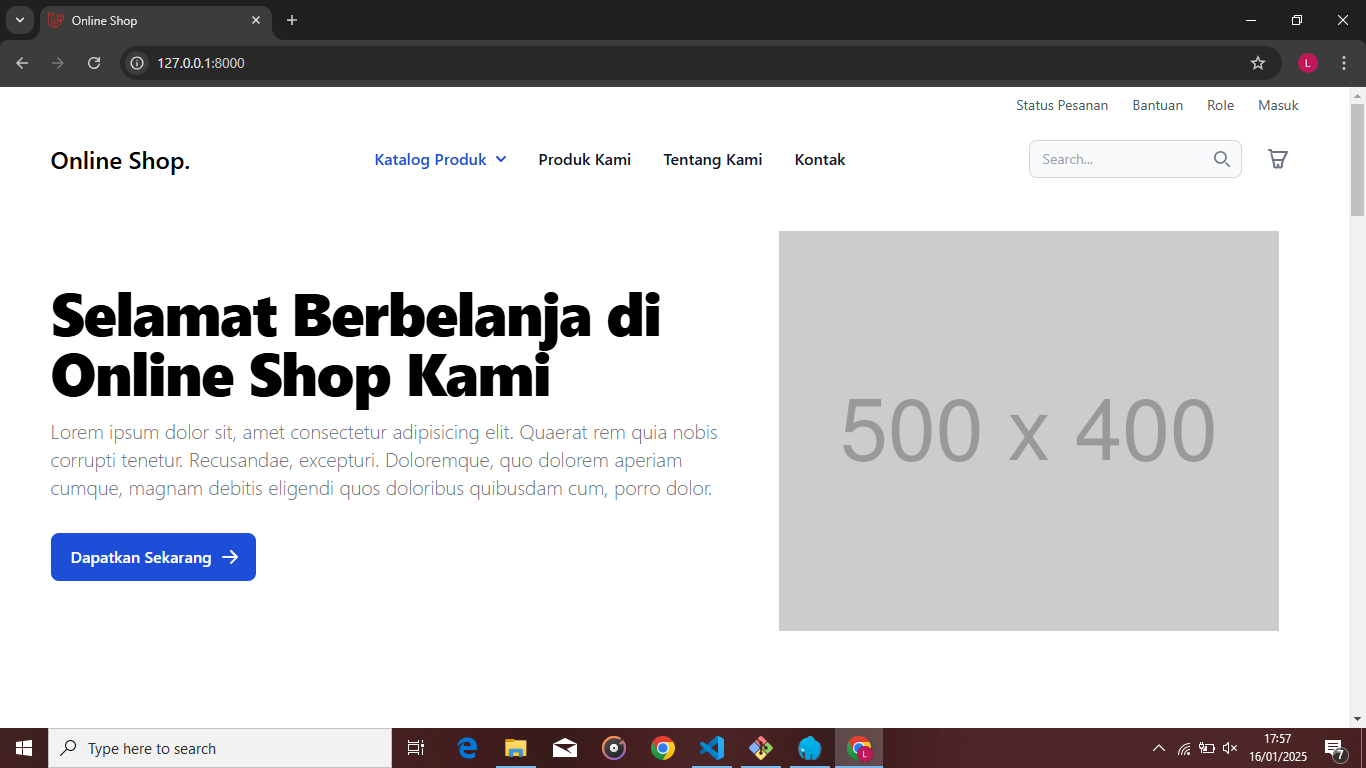 Online Shop
127.0.0.1:8000
Status Pesanan Bantuan Role Masuk
Online Shop.
Katalog Produk Produk Kami Tentang Kami Kontak
Search...
Selamat Berbelanja di
Online Shop Kami
Lorem ipsum dolor sit, amet consectetur adipisicing elit. Quaerat rem quia nobis
corrupti tenetur. Recusandae, excepturi. Doloremque, quo dolorem aperiam
cumque, magnam debitis eligendi quos doloribus quibusdam cum, porro dolor.
Dapatkan Sekarang
500 x 400
Type here to search
17:57
16/01/2025
7
L
L